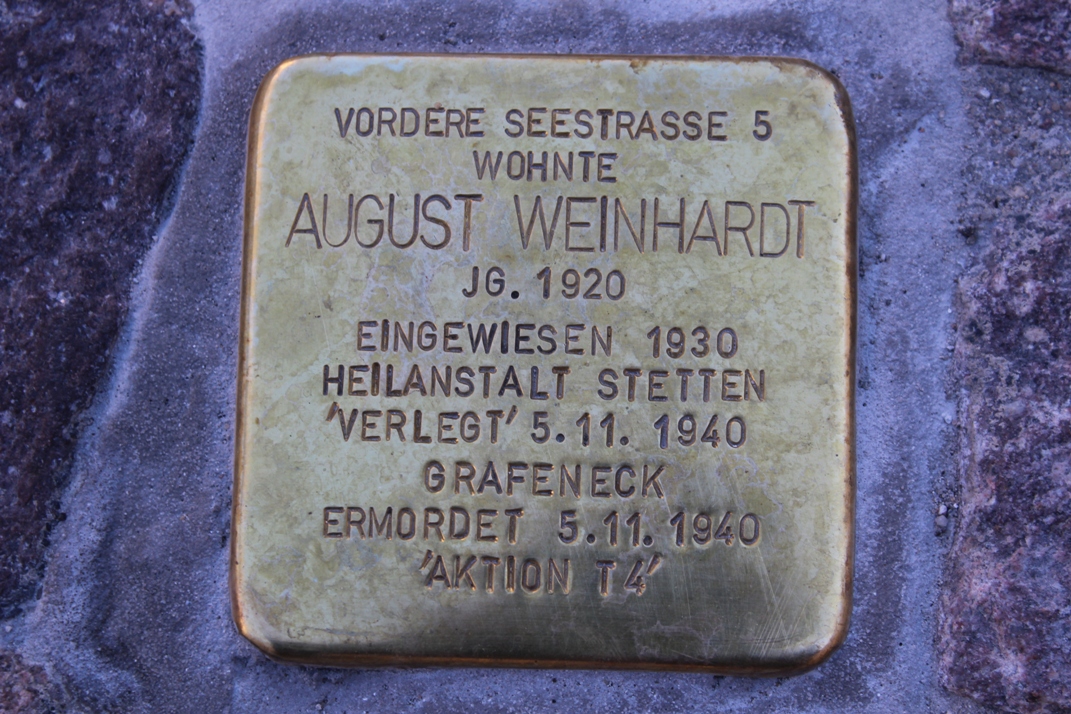 VORDERE SEESTRASSE 5
WOHNTE
AUGUST WEINHARDT
JG. 1920
EINGEWIESEN 1930
HEILANSTALT STETTEN
'VERLEGT' 5.11.1940
GRAFENECK
ERMORDET 5.11.1940
'AKTION T4'